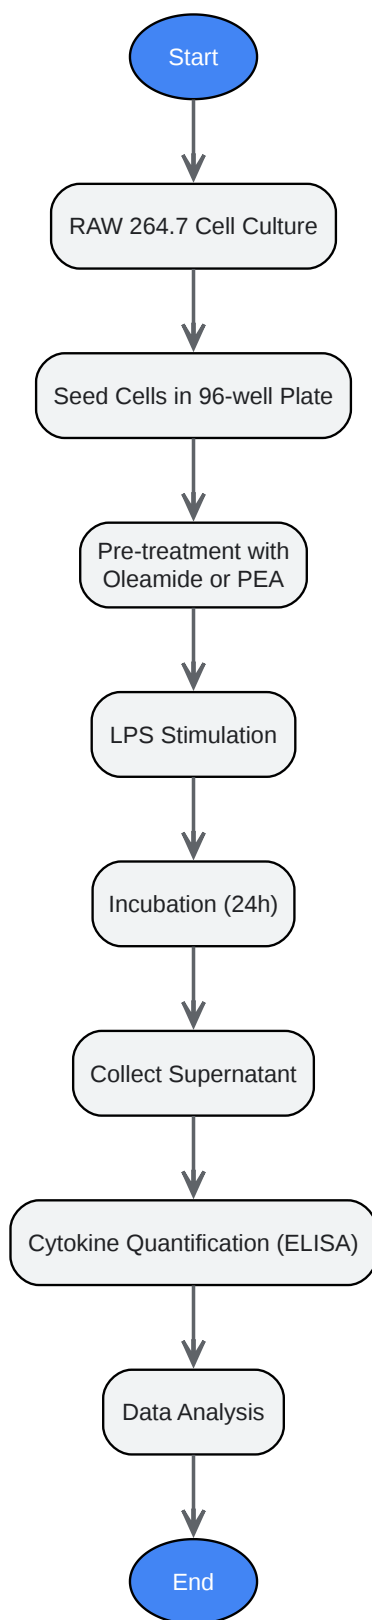 Start
RAW 264.7 Cell Culture
Seed Cells in 96-well Plate
Pre-treatment with
Oleamide or PEA
LPS Stimulation
Incubation (24h)
Collect Supernatant
Cytokine Quantification (ELISA)
Data Analysis
End